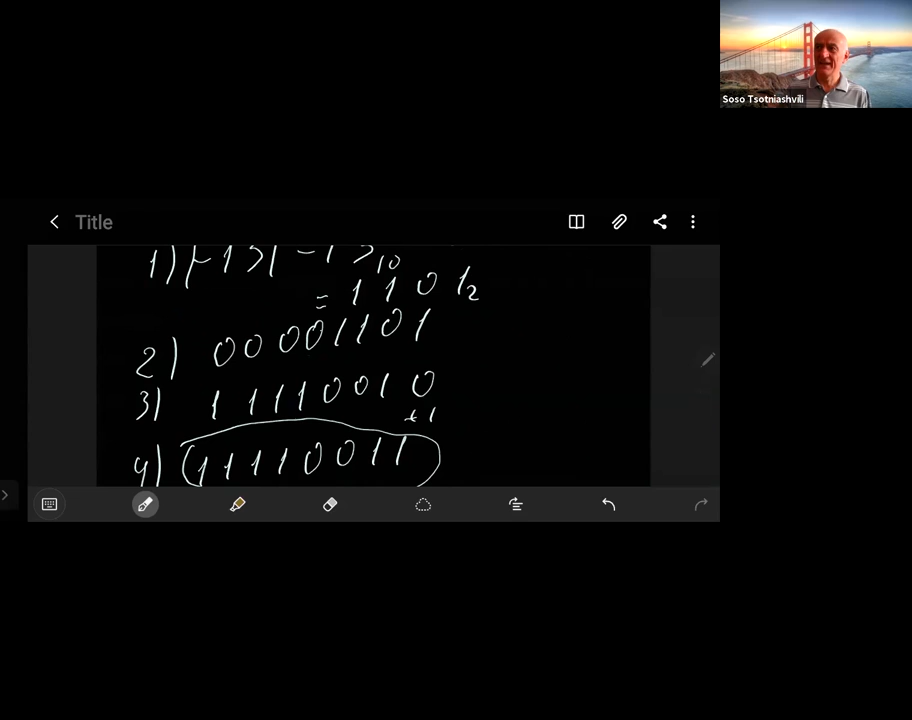 Soso Tsotniashvili
Title
1) |-13| = 13₁₀
= 1101₂
2) 00001101
3) 11110010
+1
4) 11110011